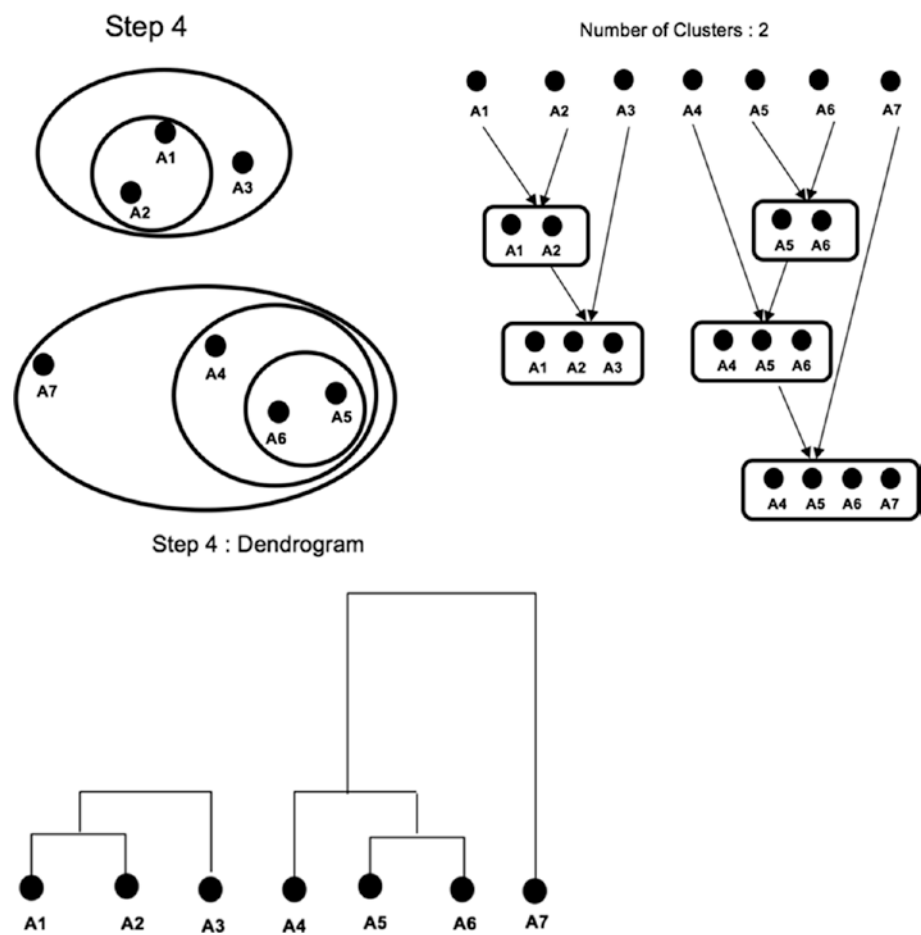 Step 4
A1
A2
A3
A7
A4
A5
A6
Number of Clusters : 2
A1 A2 A3 A4 A5 A6 A7
A1 A2
A5 A6
A1 A2 A3
A4 A5 A6
A4 A5 A6 A7
Step 4 : Dendrogram
A1 A2 A3 A4 A5 A6 A7